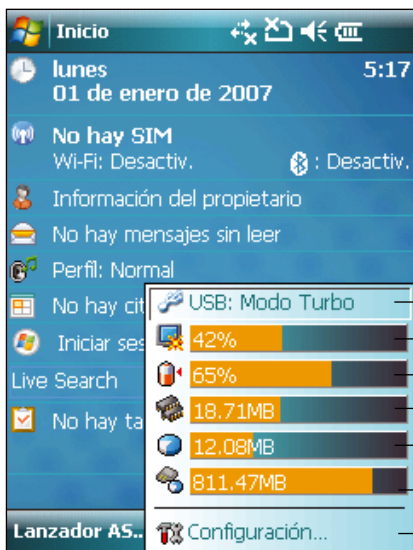 Inicio
lunes 5:17
01 de enero de 2007
No hay SIM
Wi-Fi: Desactiv. : Desactiv.
Información del propietario
No hay mensajes sin leer
Perfil: Normal
No hay cit
USB: Modo Turbo
Iniciar ses
42%
65%
Live Search
18.71MB
No hay ta
12.08MB
811.47MB
Lanzador AS..
Configuración...